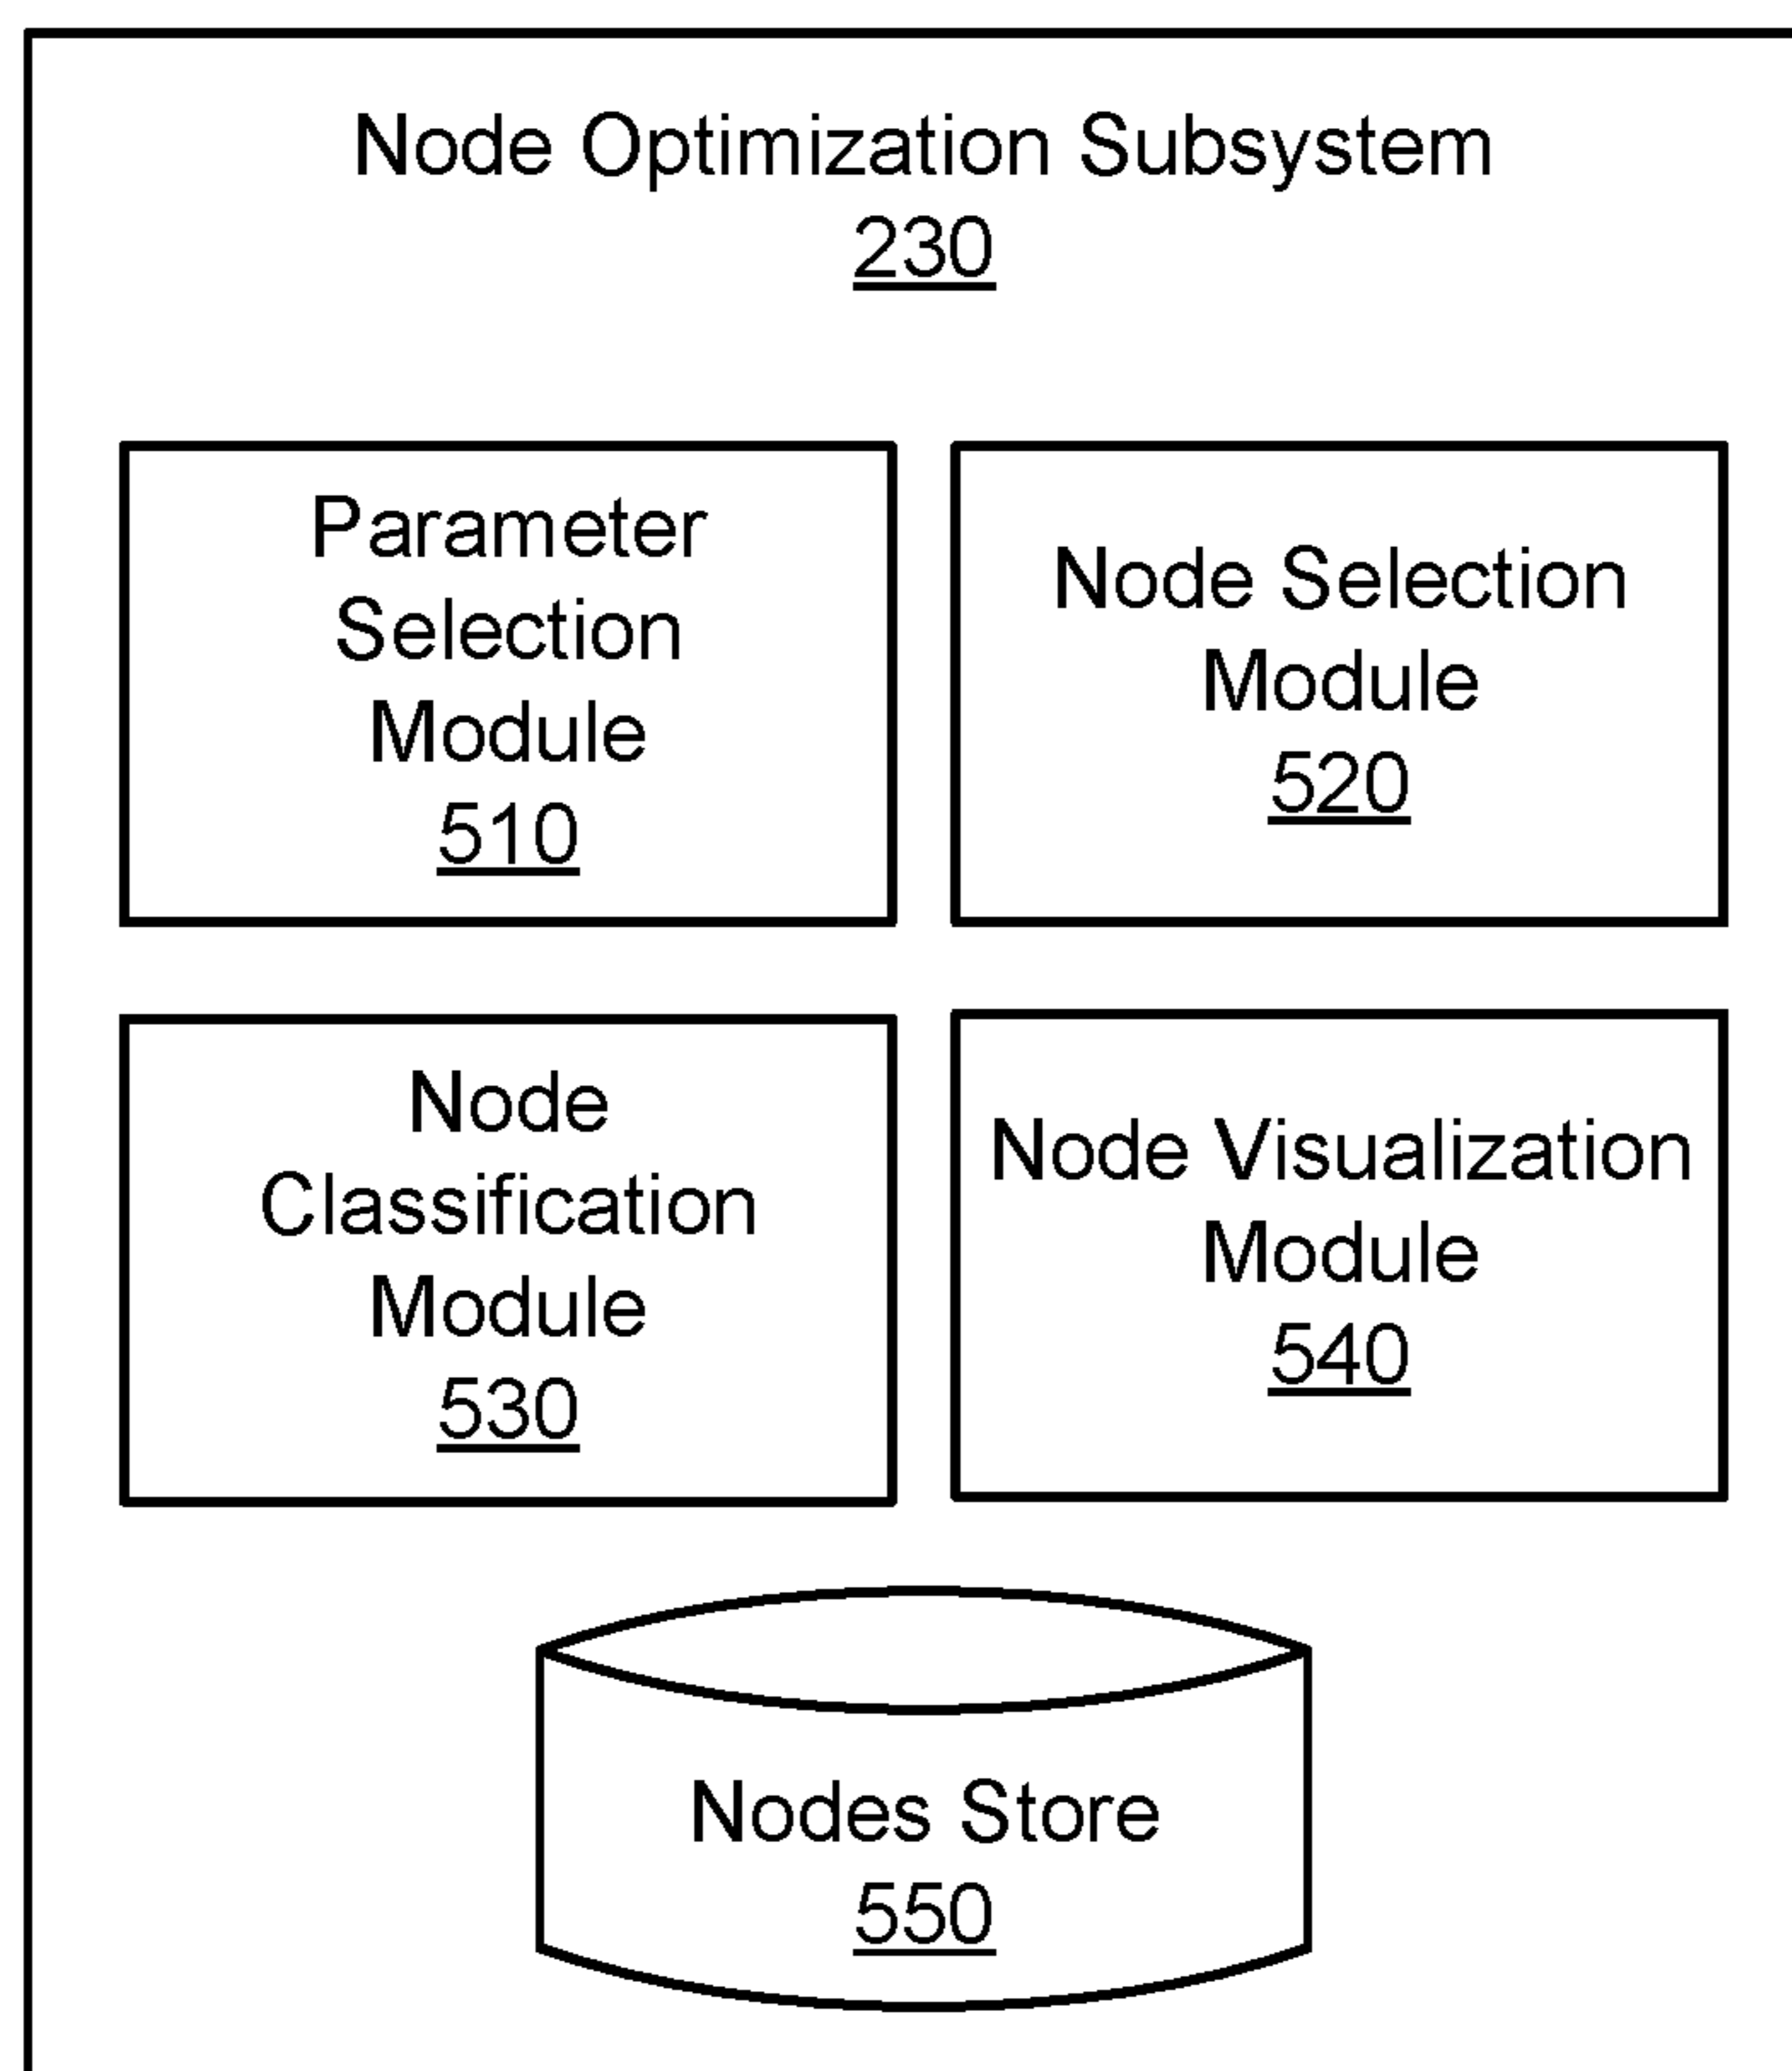 Node Optimization Subsystem
230
Parameter
Selection
Module
510
Node Selection
Module
520
Node
Classification
Module
530
Node Visualization
Module
540
Nodes Store
550